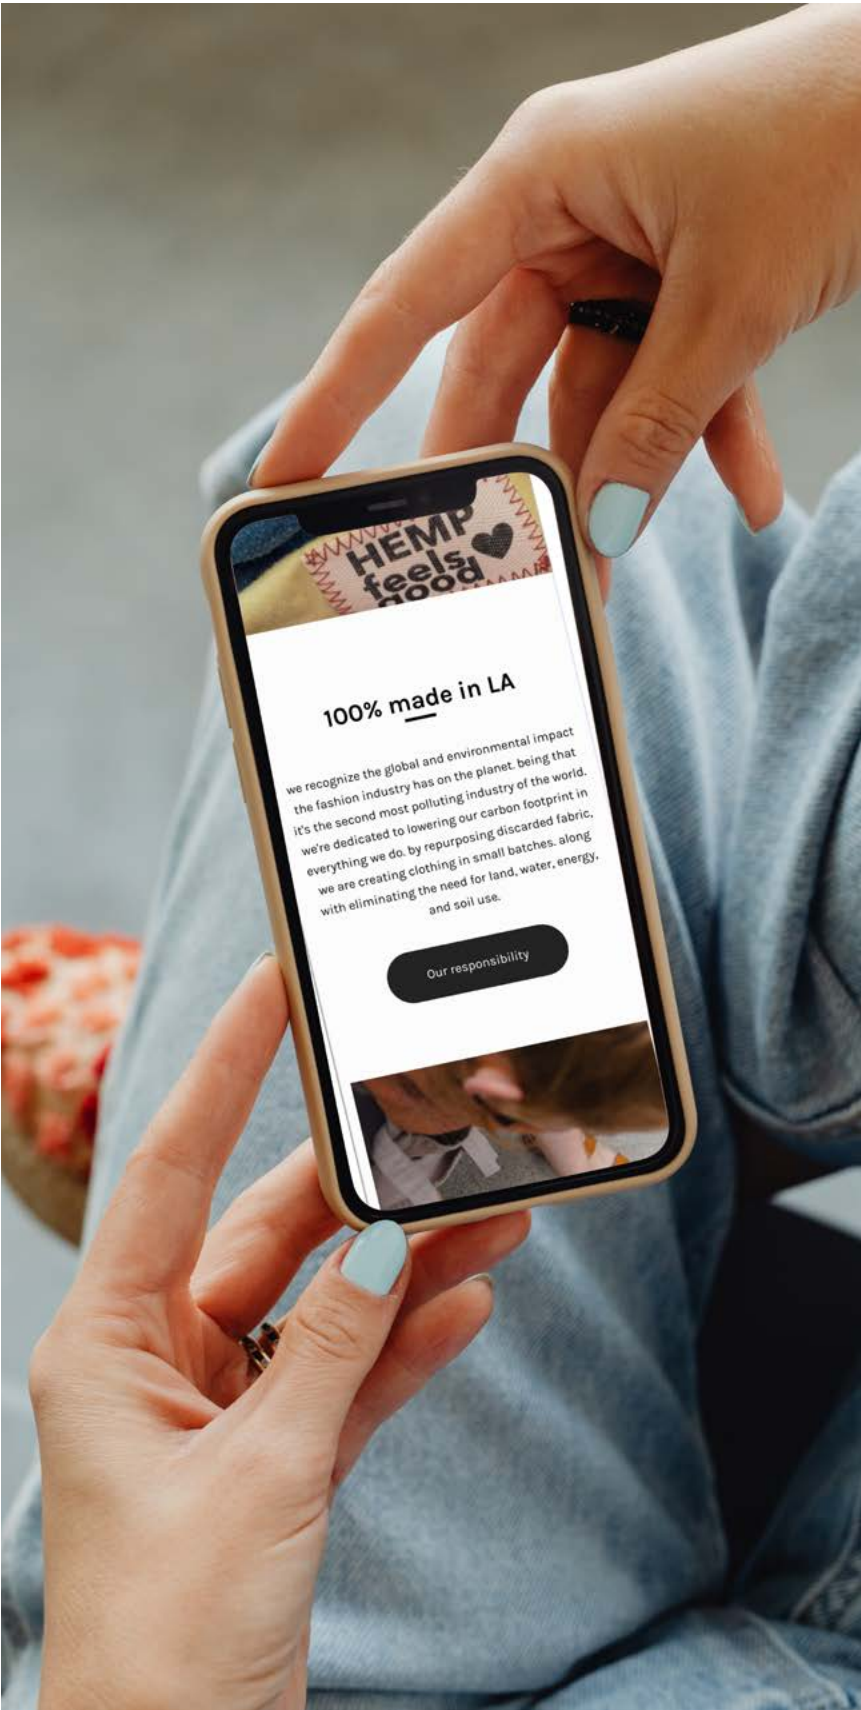 HEMP
feels
good
100% made in LA
we recognize the global and environmental impact
the fashion industry has on the planet. being that
it's the second most polluting industry of the world.
we're dedicated to lowering our carbon footprint in
everything we do. by repurposing discarded fabric,
we are creating clothing in small batches. along
with eliminating the need for land, water, energy,
and soil use.
Our responsibility